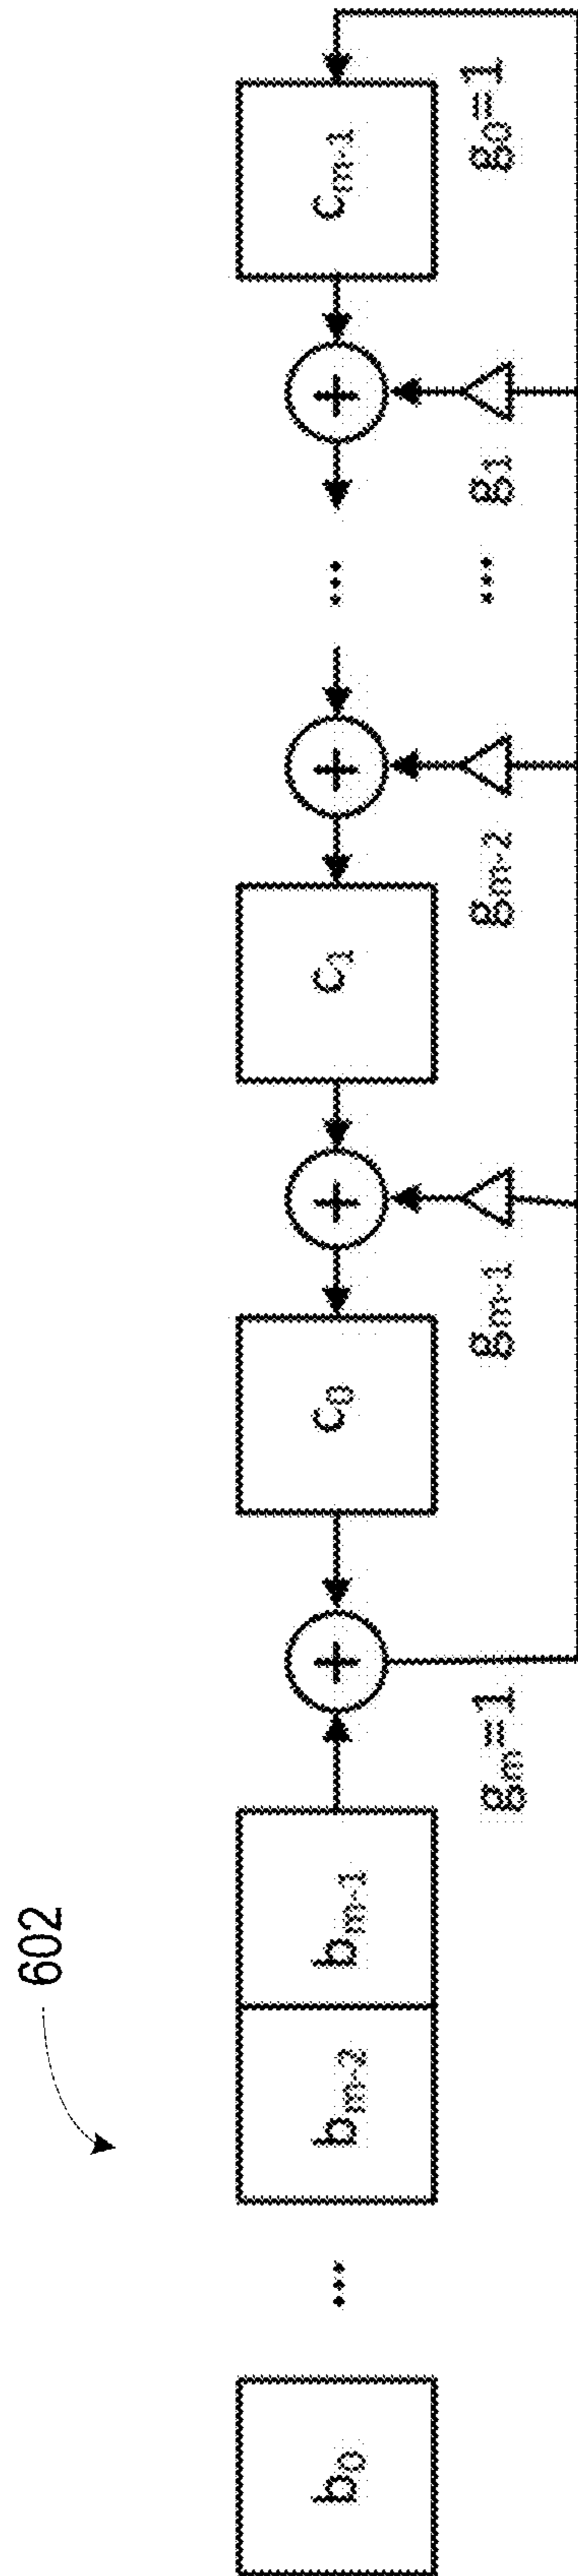 602
b₀ ... bₘ₋₂ bₘ₋₁ + c₀ + c₁ + ... + cₘ₋₁
gₘ=1 gₘ₋₁ gₘ₋₂ ... g₁ g₀=1